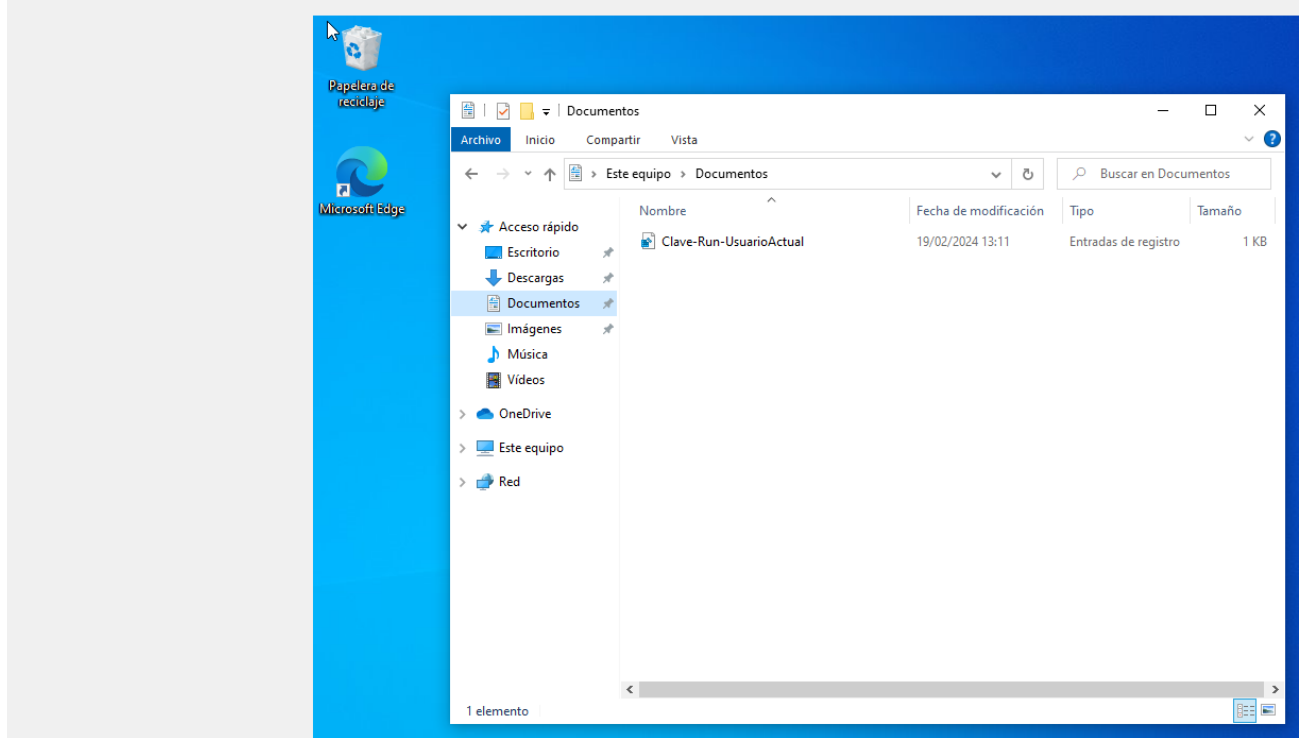 Papelera de
reciclaje
Microsoft Edge
Documentos
Archivo Inicio Compartir Vista
Este equipo Documentos
Buscar en Documentos
Acceso rápido
Escritorio
Descargas
Documentos
Imágenes
Música
Vídeos
OneDrive
Este equipo
Red
Nombre Fecha de modificación Tipo Tamaño
Clave-Run-UsuarioActual 19/02/2024 13:11 Entradas de registro 1 KB
1 elemento